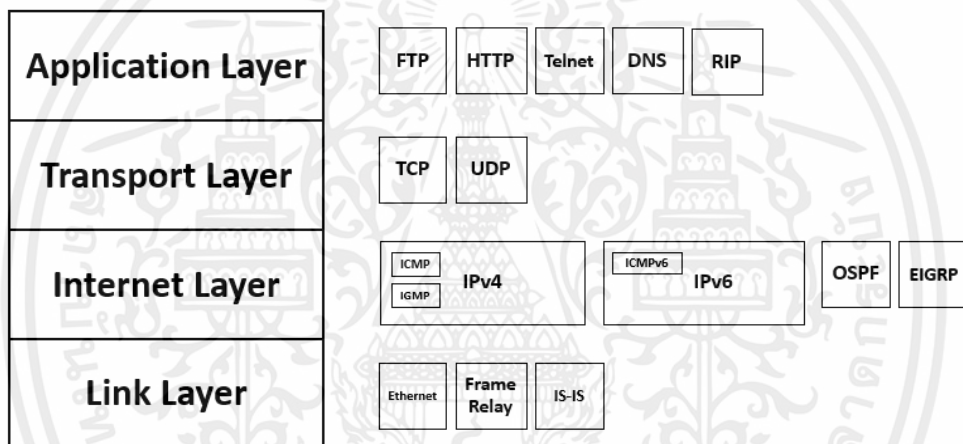 Application Layer
FTP
HTTP
Telnet
DNS
RIP
Transport Layer
TCP
UDP
Internet Layer
ICMP
IGMP
IPv4
ICMPv6
IPv6
OSPF
EIGRP
Link Layer
Ethernet
Frame
Relay
IS-IS